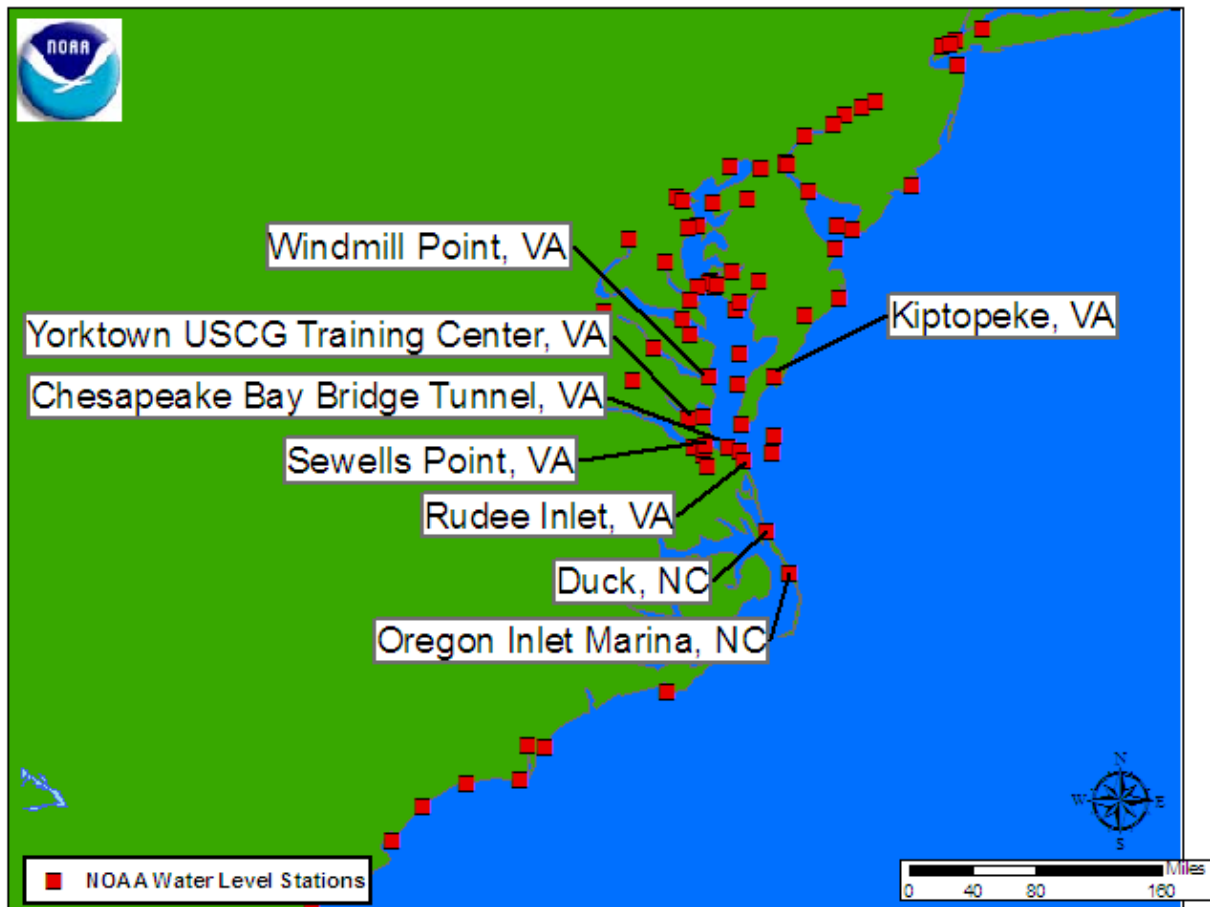 NOAA
Windmill Point, VA
Kiptopeke, VA
Yorktown USCG Training Center, VA
Chesapeake Bay Bridge Tunnel, VA
Sewells Point, VA
Rudee Inlet, VA
Duck, NC
Oregon Inlet Marina, NC
N
W E
S
NOAA Water Level Stations
Miles
0 40 80 160